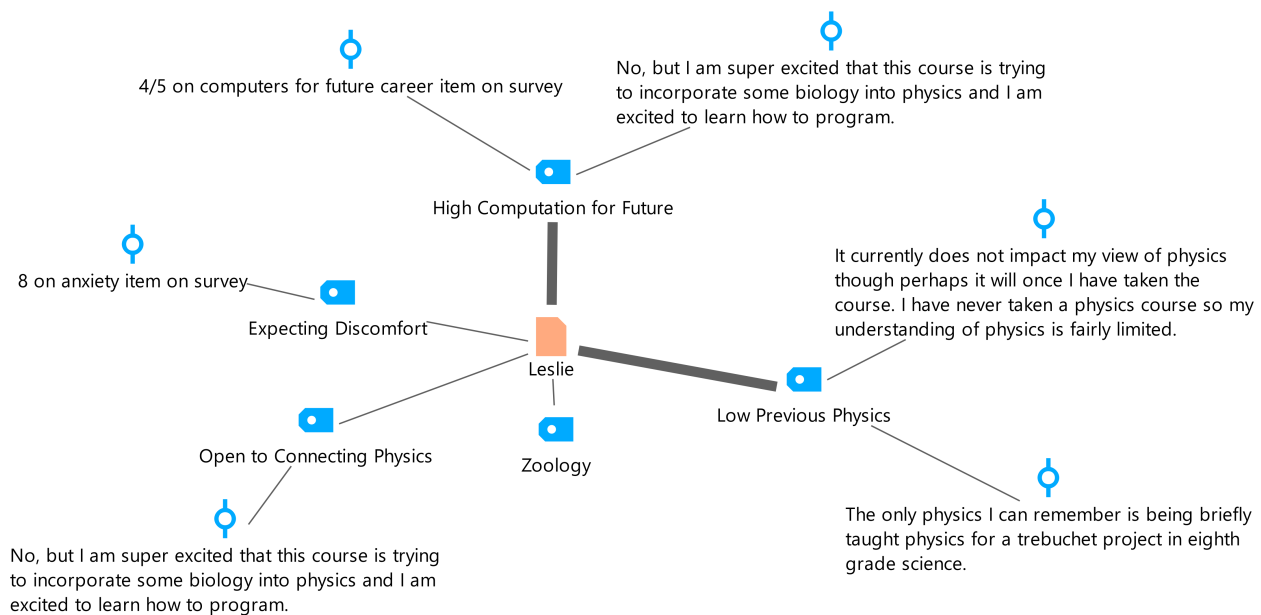 4/5 on computers for future career item on survey
No, but I am super excited that this course is trying
to incorporate some biology into physics and I am
excited to learn how to program.
High Computation for Future
It currently does not impact my view of physics
though perhaps it will once I have taken the
course. I have never taken a physics course so my
understanding of physics is fairly limited.
8 on anxiety item on survey
Expecting Discomfort
Leslie
Low Previous Physics
Open to Connecting Physics
Zoology
The only physics I can remember is being briefly
taught physics for a trebuchet project in eighth
grade science.
No, but I am super excited that this course is trying
to incorporate some biology into physics and I am
excited to learn how to program.